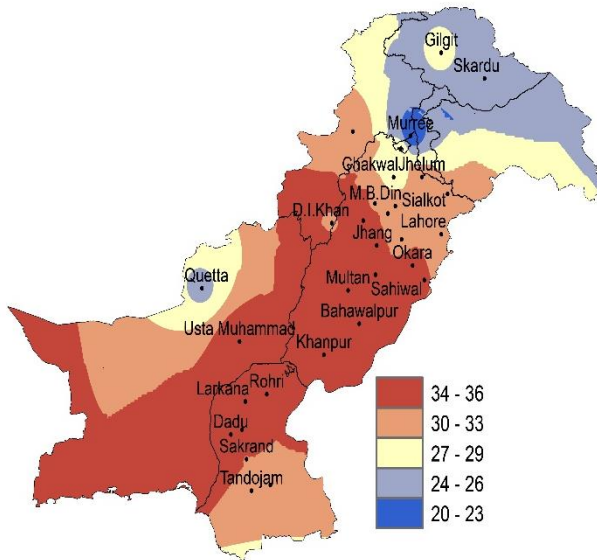 Gilgit
Skardu
Murree
Ghakwal
Jhelum
M.B.Din
Sialkot
D.I.Khan
Lahore
Jhang
Okara
Quetta
Multan
Sahiwal
Bahawalpur
Usta Muhammad
Khanpur
Larkana
Rohri
Dadu
Sakrand
Tandojam
34 - 36
30 - 33
27 - 29
24 - 26
20 - 23